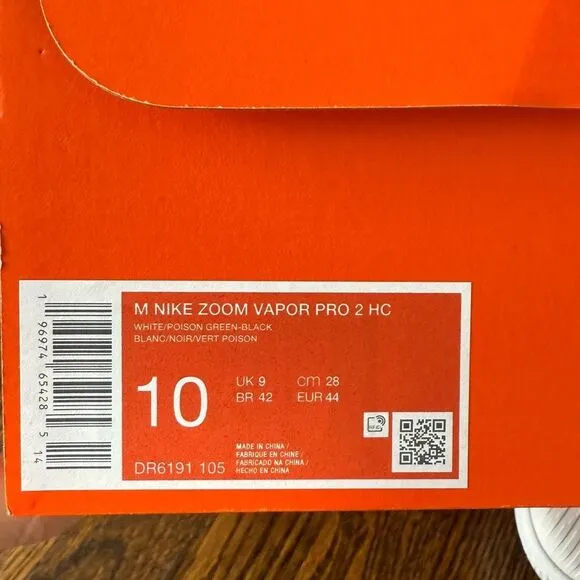 M NIKE ZOOM VAPOR PRO 2 HC
WHITE/POISON GREEN-BLACK
BLANC/NOIR/VERT POISON
10
UK 9 cm 28
BR 42 EUR 44
MADE IN CHINA /
FABRIQUE EN CHINE /
FABRICADO NA CHINA /
HECHO EN CHINA
DR6191 105
1 96974 65428 5 14